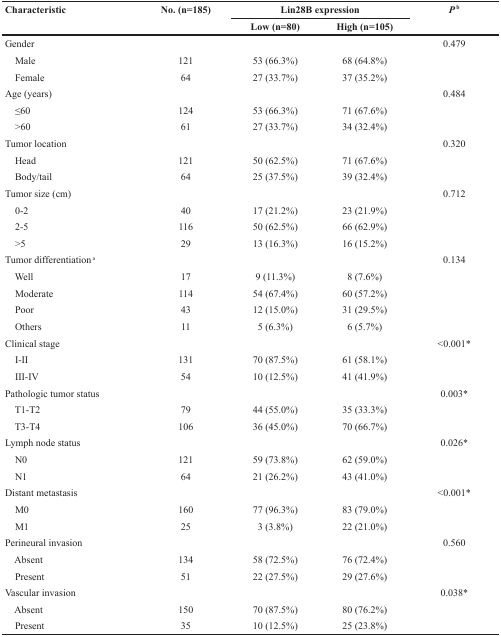 Characteristic No. (n=185) Lin28B expression P b
Low (n=80) High (n=105)
Gender 0.479
Male 121 53 (66.3%) 68 (64.8%)
Female 64 27 (33.7%) 37 (35.2%)
Age (years) 0.484
≤60 124 53 (66.3%) 71 (67.6%)
>60 61 27 (33.7%) 34 (32.4%)
Tumor location 0.320
Head 121 50 (62.5%) 71 (67.6%)
Body/tail 64 25 (37.5%) 39 (32.4%)
Tumor size (cm) 0.712
0-2 40 17 (21.2%) 23 (21.9%)
2-5 116 50 (62.5%) 66 (62.9%)
>5 29 13 (16.3%) 16 (15.2%)
Tumor differentiation a 0.134
Well 17 9 (11.3%) 8 (7.6%)
Moderate 114 54 (67.4%) 60 (57.2%)
Poor 43 12 (15.0%) 31 (29.5%)
Others 11 5 (6.3%) 6 (5.7%)
Clinical stage <0.001*
I-II 131 70 (87.5%) 61 (58.1%)
III-IV 54 10 (12.5%) 41 (41.9%)
Pathologic tumor status 0.003*
T1-T2 79 44 (55.0%) 35 (33.3%)
T3-T4 106 36 (45.0%) 70 (66.7%)
Lymph node status 0.026*
N0 121 59 (73.8%) 62 (59.0%)
N1 64 21 (26.2%) 43 (41.0%)
Distant metastasis <0.001*
M0 160 77 (96.3%) 83 (79.0%)
M1 25 3 (3.8%) 22 (21.0%)
Perineural invasion 0.560
Absent 134 58 (72.5%) 76 (72.4%)
Present 51 22 (27.5%) 29 (27.6%)
Vascular invasion 0.038*
Absent 150 70 (87.5%) 80 (76.2%)
Present 35 10 (12.5%) 25 (23.8%)